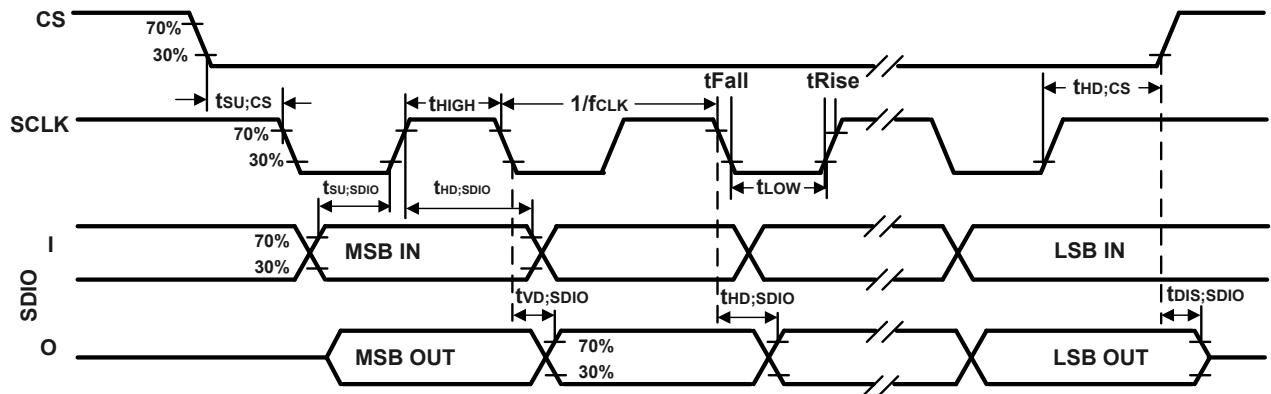 CS
70%
30%
tSU;CS
tHIGH
1/fCLK
tFall
tRise
tHD;CS
SCLK
70%
30%
tSU;SDIO
tHD;SDIO
tLOW
SDIO
I
70%
30%
MSB IN
LSB IN
tVD;SDIO
tHD;SDIO
tDIS;SDIO
O
MSB OUT
70%
30%
LSB OUT